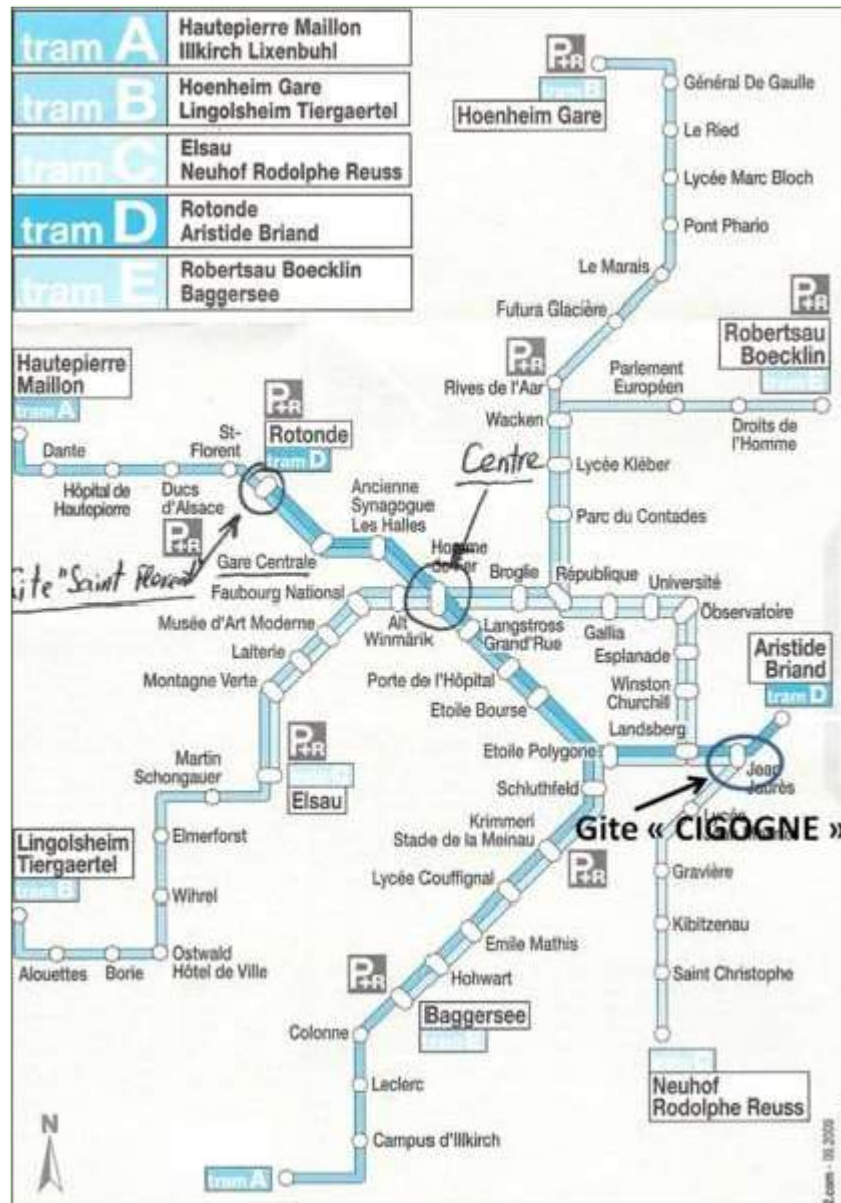 tram A
Hautepierre Maillon
Illkirch Lixenbuhl
tram B
Hoenheim Gare
Lingolsheim Tiergaertel
tram C
Elsau
Neuhof Rodolphe Reuss
tram D
Rotonde
Aristide Briand
tram E
Robertsau Boecklin
Baggersee
P+R
tram B
Hoenheim Gare
Général De Gaulle
Le Ried
Lycée Marc Bloch
Pont Phario
Le Marais
Futura Glacière
P+R
Rives de l'Aar
Wacken
P+R
Robertsau
Boecklin
tram E
Parlement
Européen
Droits de
l'Homme
Lycée Kléber
Parc du Contades
Hautepierre
Maillon
tram A
Dante
Hôpital de
Hautepierre
Ducs
d'Alsace
St-
Florent
P+R
Rotonde
tram D
P+R
Centre
Gite "Saint Florent"
Ancienne
Synagogue
Les Halles
Gare Centrale
Homme
de Fer
Faubourg National
Broglie
République
Université
Observatoire
Musée d'Art Moderne
Alt
Winmärik
Langstross
Grand'Rue
Gallia
Laiterie
Montagne Verte
Porte de l'Hôpital
Esplanade
Winston
Churchill
Aristide
Briand
tram D
Etoile Bourse
Landsberg
Etoile Polygone
Jean
Jaurès
Martin
Schongauer
P+R
Elsau
Schluthfeld
Gite « CIGOGNE »
Lycée
Krimmeri
Stade de la Meinau
P+R
Elmerforst
Lingolsheim
Tiergaertel
tram B
Wihrel
Lycée Couffignal
Gravière
Emile Mathis
Kibitzenau
Alouettes
Borie
Ostwald
Hôtel de Ville
P+R
Hohwart
Saint Christophe
Baggersee
tram
Colonne
Leclerc
Neuhof
Rodolphe Reuss
Campus d'Illkirch
N
tram A
.com - 09.2009